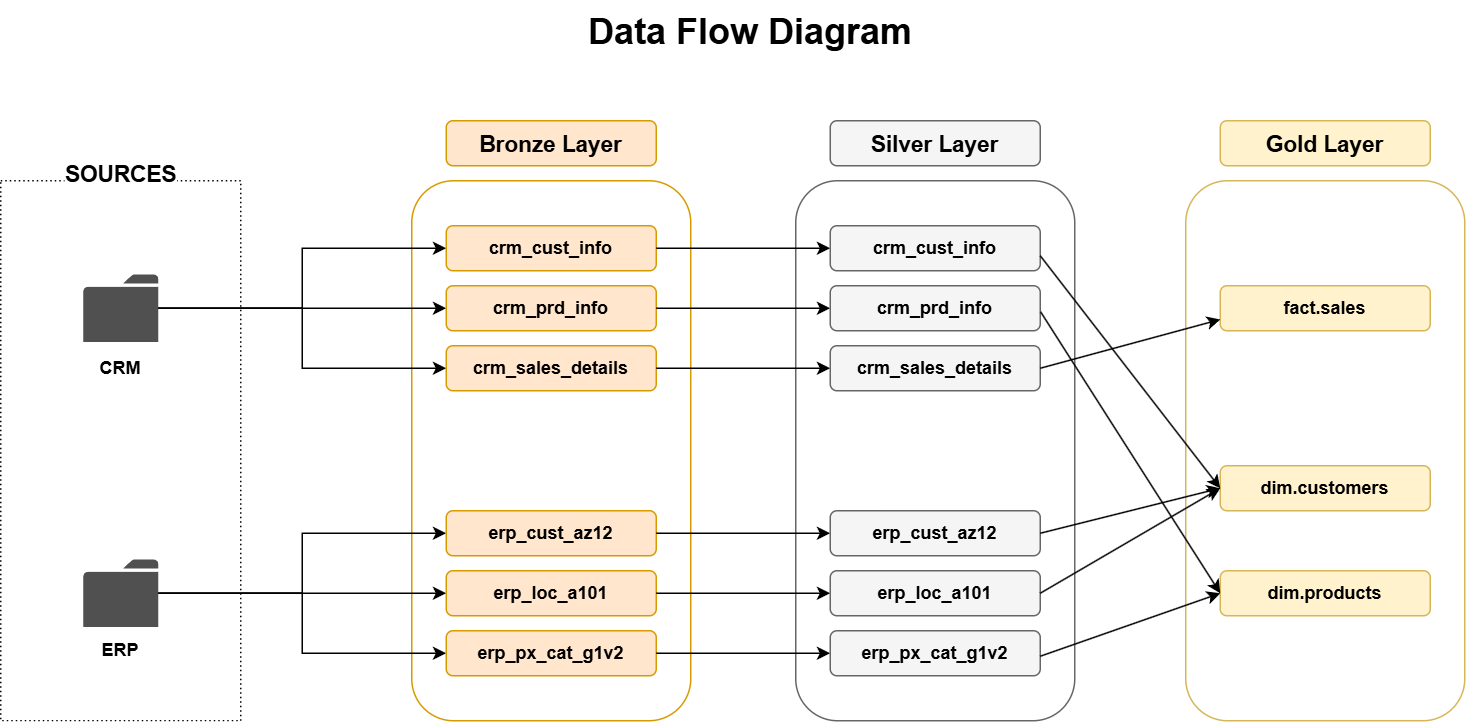 Data Flow Diagram
SOURCES
CRM
ERP
Bronze Layer
crm_cust_info
crm_prd_info
crm_sales_details
erp_cust_az12
erp_loc_a101
erp_px_cat_g1v2
Silver Layer
crm_cust_info
crm_prd_info
crm_sales_details
erp_cust_az12
erp_loc_a101
erp_px_cat_g1v2
Gold Layer
fact.sales
dim.customers
dim.products